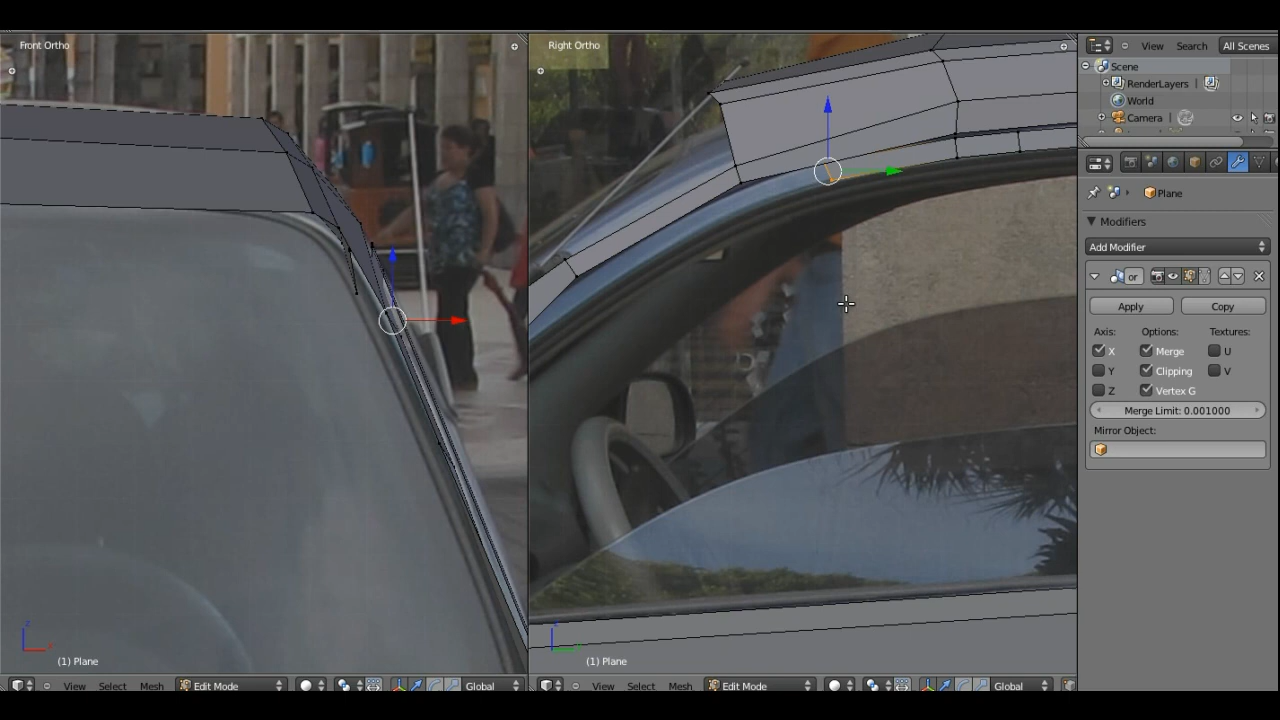 Front Ortho
Right Ortho
View Search All Scenes
Scene
RenderLayers
World
Camera
Plane
Modifiers
Add Modifier
or
Apply Copy
Axis: Options: Textures:
X Merge U
Y Clipping V
Z Vertex G
Merge Limit: 0.001000
Mirror Object:
(1) Plane
(1) Plane
View Select Mesh Edit Mode Global
View Select Mesh Edit Mode Global